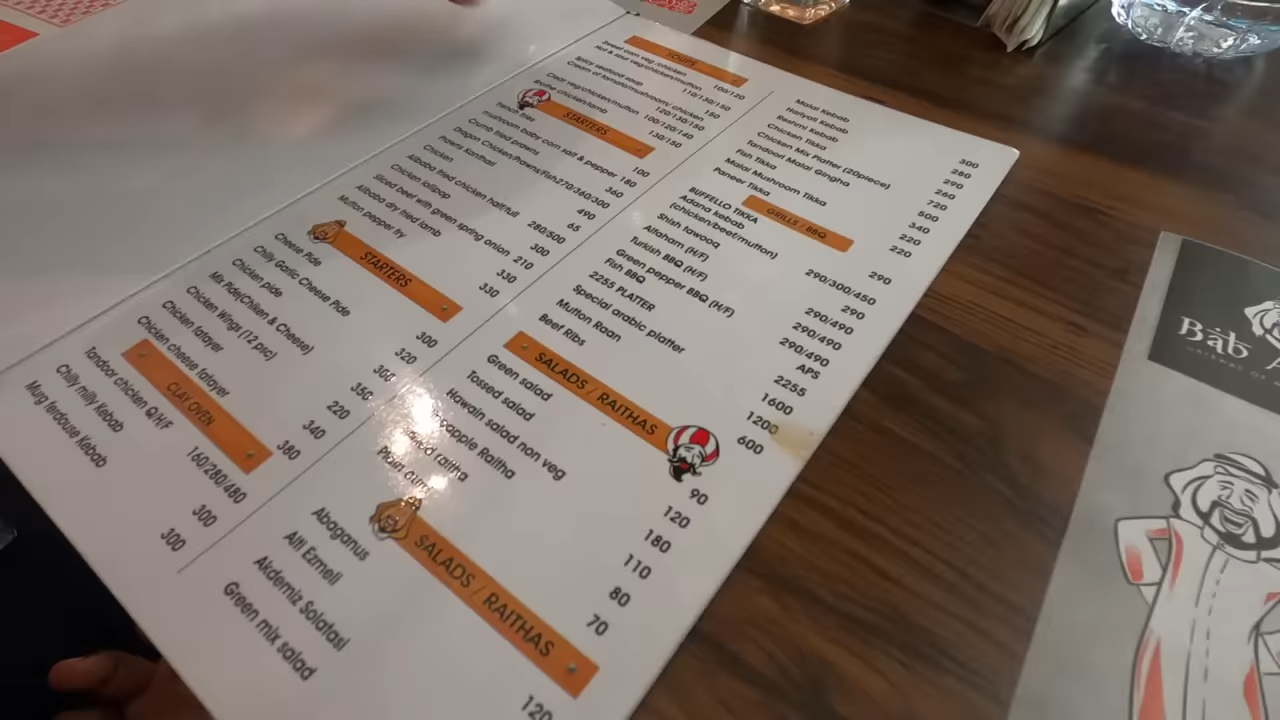 SOUPS
Sweet corn veg /chicken 100/120
Hot & sour veg/chicken/mutton 110/130/150
Spicy seafood soup 150
Cream of tomato/mushroom/ chicken 120/130/150
Clear veg/chicken/mutton 100/120/140
Brothe chicken/lamb 130/150
STARTERS
french fries 100
mushroom baby corn salt & pepper 180
Crumb fried prawns 360
Dragon Chicken/Prawns/Fish 270/360/300
Prawns Kanthari 490
Chicken 65
Alibaba fried chicken half/full 280/500
Chicken lollipop 300
Sliced beef with green spring onion 210
Alibaba dry fried lamb 330
Mutton pepper fry 330
STARTERS
Cheese Pide 300
Chilly Garlic Cheese Pide 320
Chicken pide 300
Mix Pide(Chiken & Cheese) 350
Chicken Wings (12 psc) 220
Chicken fatayer 340
Chicken cheese fatayer 380
CLAY OVEN
Tandoor chicken Q/H/F 160/280/480
Chilly milly Kebab 300
Murg ferdouse Kebab 300
Malai Kebab 300
Hariyali Kebab 280
Reshmi Kebab 290
Chicken Tikka 260
Chicken Mix Platter (20piece) 720
Tandoori Malai Gingha 500
Fish Tikka 340
Malai Mushroom Tikka 220
Paneer Tikka 220
GRILLS / BBQ
BUFFELLO TIKKA 290
Adana kebab
(chicken/beef/mutton) 290/300/450
Shish tawooq 290
Alfaham (H/F) 290/490
Turkish BBQ (H/F) 290/490
Green pepper BBQ (H/F) 290/490
Fish BBQ APS
2255 PLATTER 2255
Special arabic platter 1600
Mutton Raan 1200
Beef Ribs 600
SALADS / RAITHAS
Green salad 90
Tossed salad 120
Hawain salad non veg 180
Raitha 110
raitha 80
Plain 70
SALADS / RAITHAS
Abaganus 120
Alli Ezmeli
Akdemiz Solatasi
Green mix salad
Bab